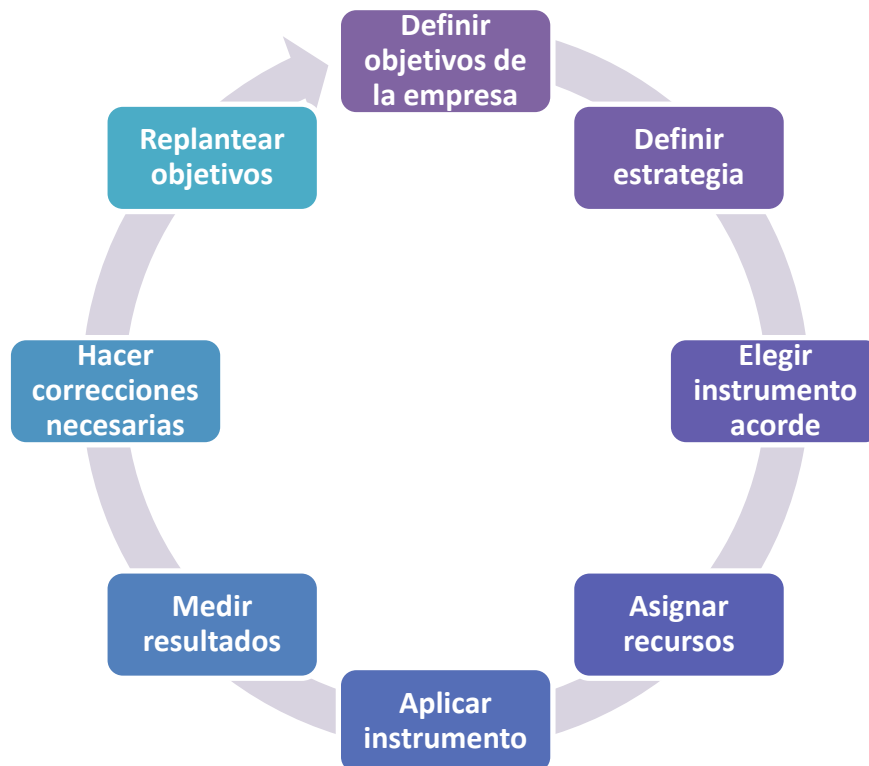 Definir
objetivos de
la empresa
Definir
estrategia
Elegir
instrumento
acorde
Asignar
recursos
Aplicar
instrumento
Medir
resultados
Hacer
correcciones
necesarias
Replantear
objetivos